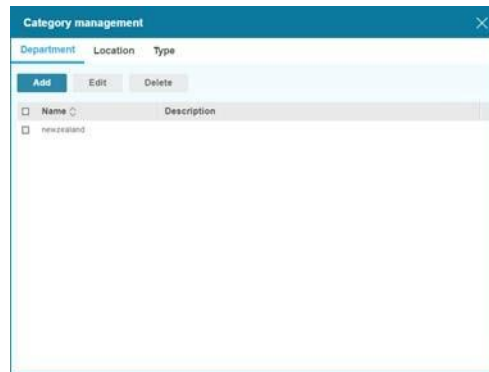 Category management
Department Location Type
Add Edit Delete
Name Description
newzealand